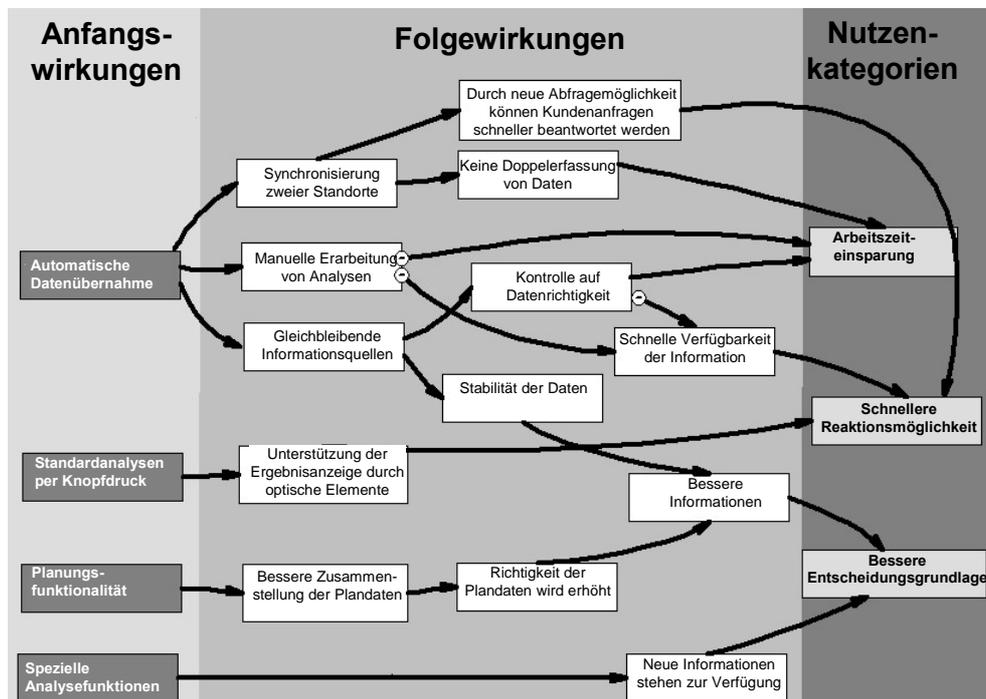 Anfangs-
wirkungen
Folgewirkungen
Nutzen-
kategorien
Durch neue Abfragemöglichkeit
können Kundenanfragen
schneller beantwortet werden
Synchronisierung
zweier Standorte
Keine Doppelerfassung
von Daten
Arbeitszeit-
einsparung
Automatische
Datenübernahme
Manuelle Erarbeitung
von Analysen
-
-
Kontrolle auf
Datenrichtigkeit
-
Gleichbleibende
Informationsquellen
Schnelle Verfügbarkeit
der Information
Stabilität der Daten
Schnellere
Reaktionsmöglichkeit
Standardanalysen
per Knopfdruck
Unterstützung der
Ergebnisanzeige durch
optische Elemente
Bessere
Informationen
Planungs-
funktionalität
Bessere Zusammen-
stellung der Plandaten
Richtigkeit der
Plandaten wird erhöht
Bessere
Entscheidungsgrundlage
Spezielle
Analysefunktionen
Neue Informationen
stehen zur Verfügung